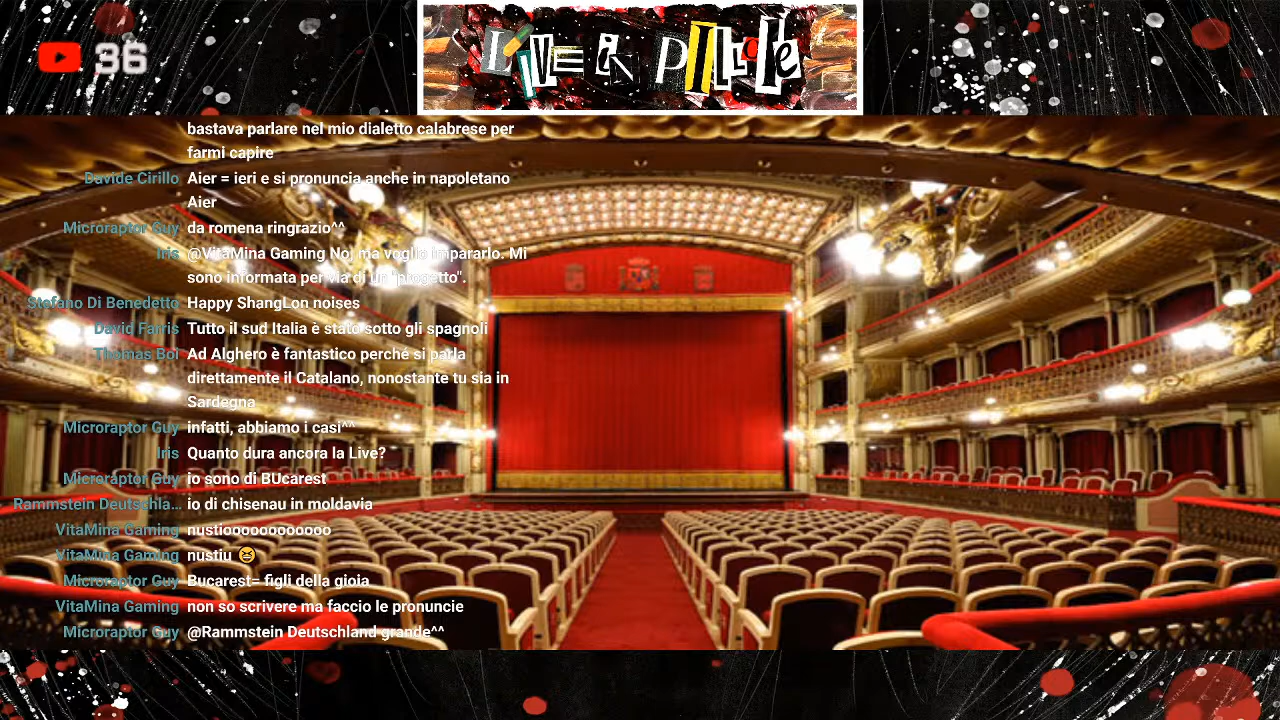 36
LIVE iN PiLLoLe
bastava parlare nel mio dialetto calabrese per
farmi capire
Davide Cirillo Aier = ieri e si pronuncia anche in napoletano
Aier
Microraptor Guy da romena ringrazio^^
Iris @VitaMina Gaming No, ma voglio impararlo. Mi
sono informata per via di un "progetto".
Stefano Di Benedetto Happy ShangLon noises
David Farris Tutto il sud Italia è stato sotto gli spagnoli
Thomas Bol Ad Alghero è fantastico perché si parla
direttamente il Catalano, nonostante tu sia in
Sardegna
Microraptor Guy infatti, abbiamo i casi^^
Iris Quanto dura ancora la Live?
Microraptor Guy io sono di BUcarest
Rammstein Deutschla... io di chisenau in moldavia
VitaMina Gaming nustiooooooooooo
VitaMina Gaming nustiu 😆
Microraptor Guy Bucarest= figli della gioia
VitaMina Gaming non so scrivere ma faccio le pronuncie
Microraptor Guy @Rammstein Deutschland grande^^